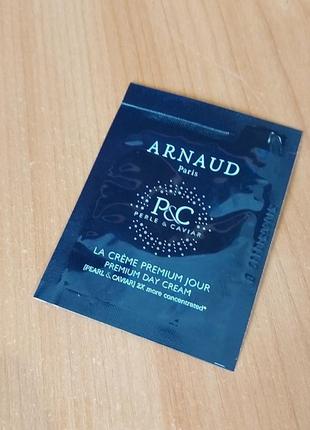 ARNAUD
Paris
P&C
PERLE & CAVIAR
LA CRÈME PREMIUM JOUR
PREMIUM DAY CREAM
[PEARL & CAVIAR] 2X more concentrated*